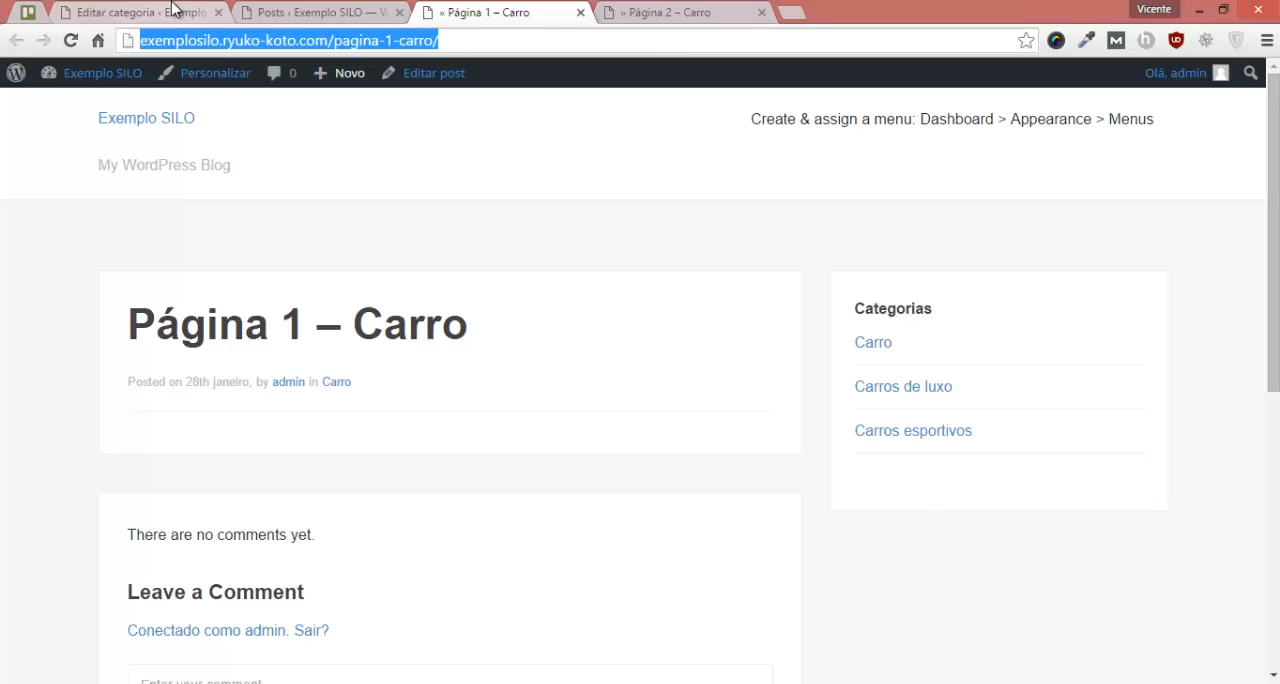 Editar categoria ‹ Exemplo
Posts ‹ Exemplo SILO — W
» Página 1 – Carro
» Página 2 – Carro
Vicente
exemplosilo.ryuko-koto.com/pagina-1-carro/
Exemplo SILO
Personalizar
0
Novo
Editar post
Olá, admin
Exemplo SILO
Create & assign a menu: Dashboard > Appearance > Menus
My WordPress Blog
Página 1 – Carro
Posted on 28th janeiro, by admin in Carro
Categorias
Carro
Carros de luxo
Carros esportivos
There are no comments yet.
Leave a Comment
Conectado como admin. Sair?
Enter your comment